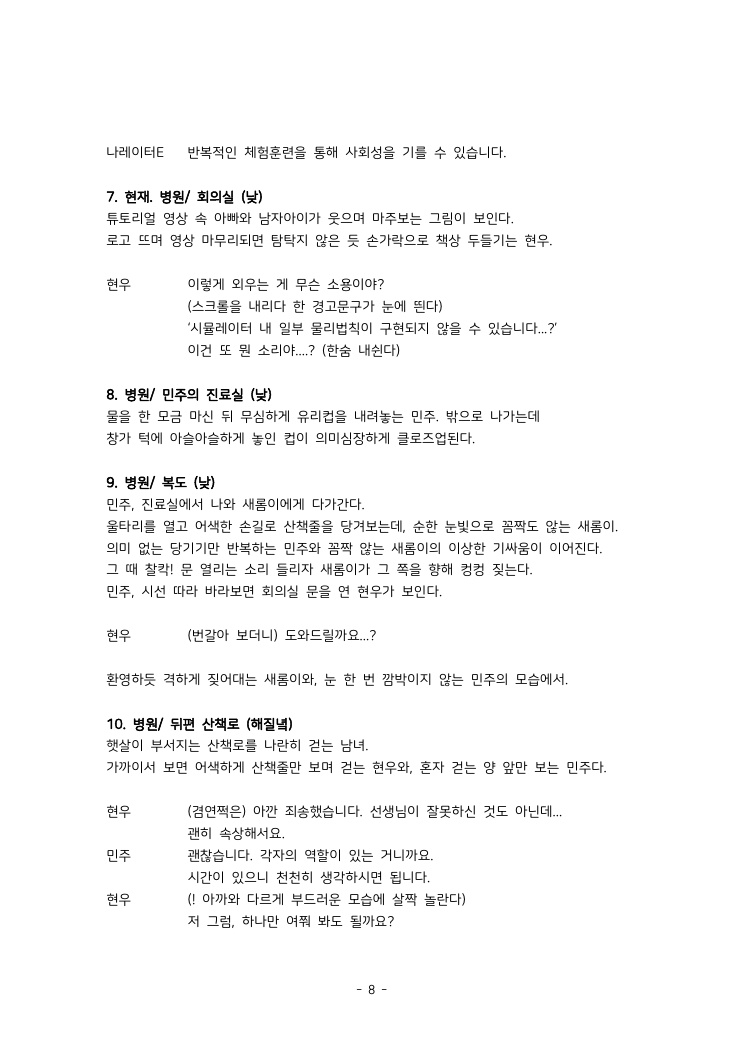 나레이터E 반복적인 체험훈련을 통해 사회성을 기를 수 있습니다.
7. 현재. 병원/ 회의실 (낮)
튜토리얼 영상 속 아빠와 남자아이가 웃으며 마주보는 그림이 보인다.
로고 뜨며 영상 마무리되면 탐탁지 않은 듯 손가락으로 책상 두들기는 현우.
현우 이렇게 외우는 게 무슨 소용이야?
(스크롤을 내리다 한 경고문구가 눈에 띈다)
'시뮬레이터 내 일부 물리법칙이 구현되지 않을 수 있습니다...?'
이건 또 뭔 소리야....? (한숨 내쉰다)
8. 병원/ 민주의 진료실 (낮)
물을 한 모금 마신 뒤 무심하게 유리컵을 내려놓는 민주. 밖으로 나가는데
창가 턱에 아슬아슬하게 놓인 컵이 의미심장하게 클로즈업된다.
9. 병원/ 복도 (낮)
민주, 진료실에서 나와 새롬이에게 다가간다.
울타리를 열고 어색한 손길로 산책줄을 당겨보는데, 순한 눈빛으로 꼼짝도 않는 새롬이.
의미 없는 당기기만 반복하는 민주와 꼼짝 않는 새롬이의 이상한 기싸움이 이어진다.
그 때 찰칵! 문 열리는 소리 들리자 새롬이가 그 쪽을 향해 컹컹 짖는다.
민주, 시선 따라 바라보면 회의실 문을 연 현우가 보인다.
현우 (번갈아 보더니) 도와드릴까요...?
환영하듯 격하게 짖어대는 새롬이와, 눈 한 번 깜박이지 않는 민주의 모습에서.
10. 병원/ 뒤편 산책로 (해질녘)
햇살이 부서지는 산책로를 나란히 걷는 남녀.
가까이서 보면 어색하게 산책줄만 보며 걷는 현우와, 혼자 걷는 양 앞만 보는 민주다.
현우 (겸연쩍은) 아깐 죄송했습니다. 선생님이 잘못하신 것도 아닌데...
괜히 속상해서요.
민주 괜찮습니다. 각자의 역할이 있는 거니까요.
시간이 있으니 천천히 생각하시면 됩니다.
현우 (! 아까와 다르게 부드러운 모습에 살짝 놀란다)
저 그럼, 하나만 여쭤 봐도 될까요?
- 8 -